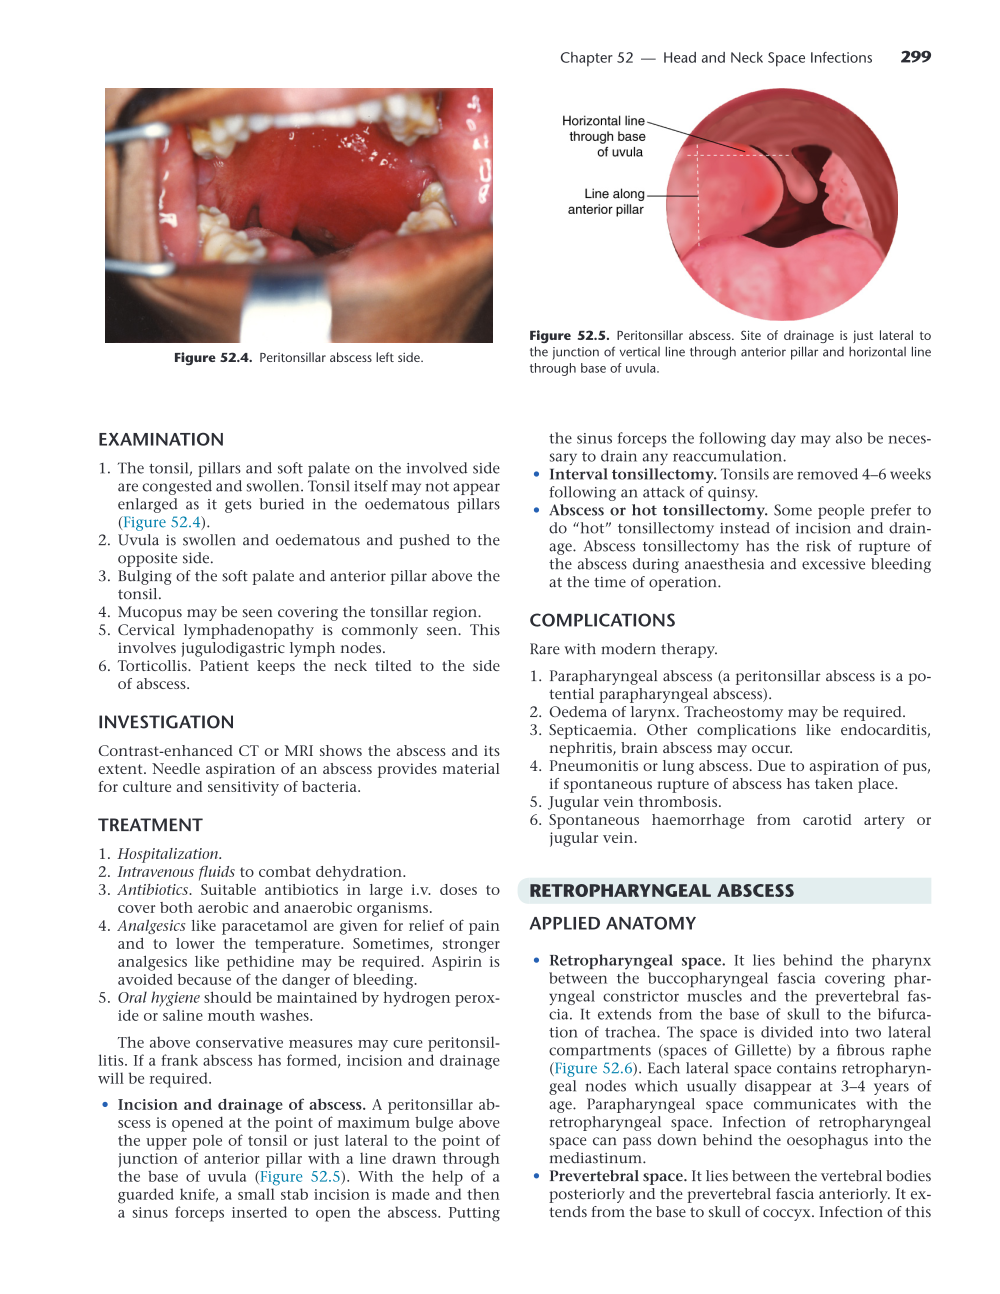 Chapter 52 — Head and Neck Space Infections 299
Figure 52.4. Peritonsillar abscess left side.
Horizontal line
through base
of uvula
Line along
anterior pillar
Figure 52.5. Peritonsillar abscess. Site of drainage is just lateral to
the junction of vertical line through anterior pillar and horizontal line
through base of uvula.
EXAMINATION
1. The tonsil, pillars and soft palate on the involved side
are congested and swollen. Tonsil itself may not appear
enlarged as it gets buried in the oedematous pillars
(Figure 52.4).
2. Uvula is swollen and oedematous and pushed to the
opposite side.
3. Bulging of the soft palate and anterior pillar above the
tonsil.
4. Mucopus may be seen covering the tonsillar region.
5. Cervical lymphadenopathy is commonly seen. This
involves jugulodigastric lymph nodes.
6. Torticollis. Patient keeps the neck tilted to the side
of abscess.
INVESTIGATION
Contrast-enhanced CT or MRI shows the abscess and its
extent. Needle aspiration of an abscess provides material
for culture and sensitivity of bacteria.
TREATMENT
1. Hospitalization.
2. Intravenous fluids to combat dehydration.
3. Antibiotics. Suitable antibiotics in large i.v. doses to
cover both aerobic and anaerobic organisms.
4. Analgesics like paracetamol are given for relief of pain
and to lower the temperature. Sometimes, stronger
analgesics like pethidine may be required. Aspirin is
avoided because of the danger of bleeding.
5. Oral hygiene should be maintained by hydrogen perox-
ide or saline mouth washes.
The above conservative measures may cure peritonsil-
litis. If a frank abscess has formed, incision and drainage
will be required.
• Incision and drainage of abscess. A peritonsillar ab-
scess is opened at the point of maximum bulge above
the upper pole of tonsil or just lateral to the point of
junction of anterior pillar with a line drawn through
the base of uvula (Figure 52.5). With the help of a
guarded knife, a small stab incision is made and then
a sinus forceps inserted to open the abscess. Putting
the sinus forceps the following day may also be neces-
sary to drain any reaccumulation.
• Interval tonsillectomy. Tonsils are removed 4–6 weeks
following an attack of quinsy.
• Abscess or hot tonsillectomy. Some people prefer to
do “hot” tonsillectomy instead of incision and drain-
age. Abscess tonsillectomy has the risk of rupture of
the abscess during anaesthesia and excessive bleeding
at the time of operation.
COMPLICATIONS
Rare with modern therapy.
1. Parapharyngeal abscess (a peritonsillar abscess is a po-
tential parapharyngeal abscess).
2. Oedema of larynx. Tracheostomy may be required.
3. Septicaemia. Other complications like endocarditis,
nephritis, brain abscess may occur.
4. Pneumonitis or lung abscess. Due to aspiration of pus,
if spontaneous rupture of abscess has taken place.
5. Jugular vein thrombosis.
6. Spontaneous haemorrhage from carotid artery or
jugular vein.
RETROPHARYNGEAL ABSCESS
APPLIED ANATOMY
• Retropharyngeal space. It lies behind the pharynx
between the buccopharyngeal fascia covering phar-
yngeal constrictor muscles and the prevertebral fas-
cia. It extends from the base of skull to the bifurca-
tion of trachea. The space is divided into two lateral
compartments (spaces of Gillette) by a fibrous raphe
(Figure 52.6). Each lateral space contains retropharyn-
geal nodes which usually disappear at 3–4 years of
age. Parapharyngeal space communicates with the
retropharyngeal space. Infection of retropharyngeal
space can pass down behind the oesophagus into the
mediastinum.
• Prevertebral space. It lies between the vertebral bodies
posteriorly and the prevertebral fascia anteriorly. It ex-
tends from the base to skull of coccyx. Infection of this